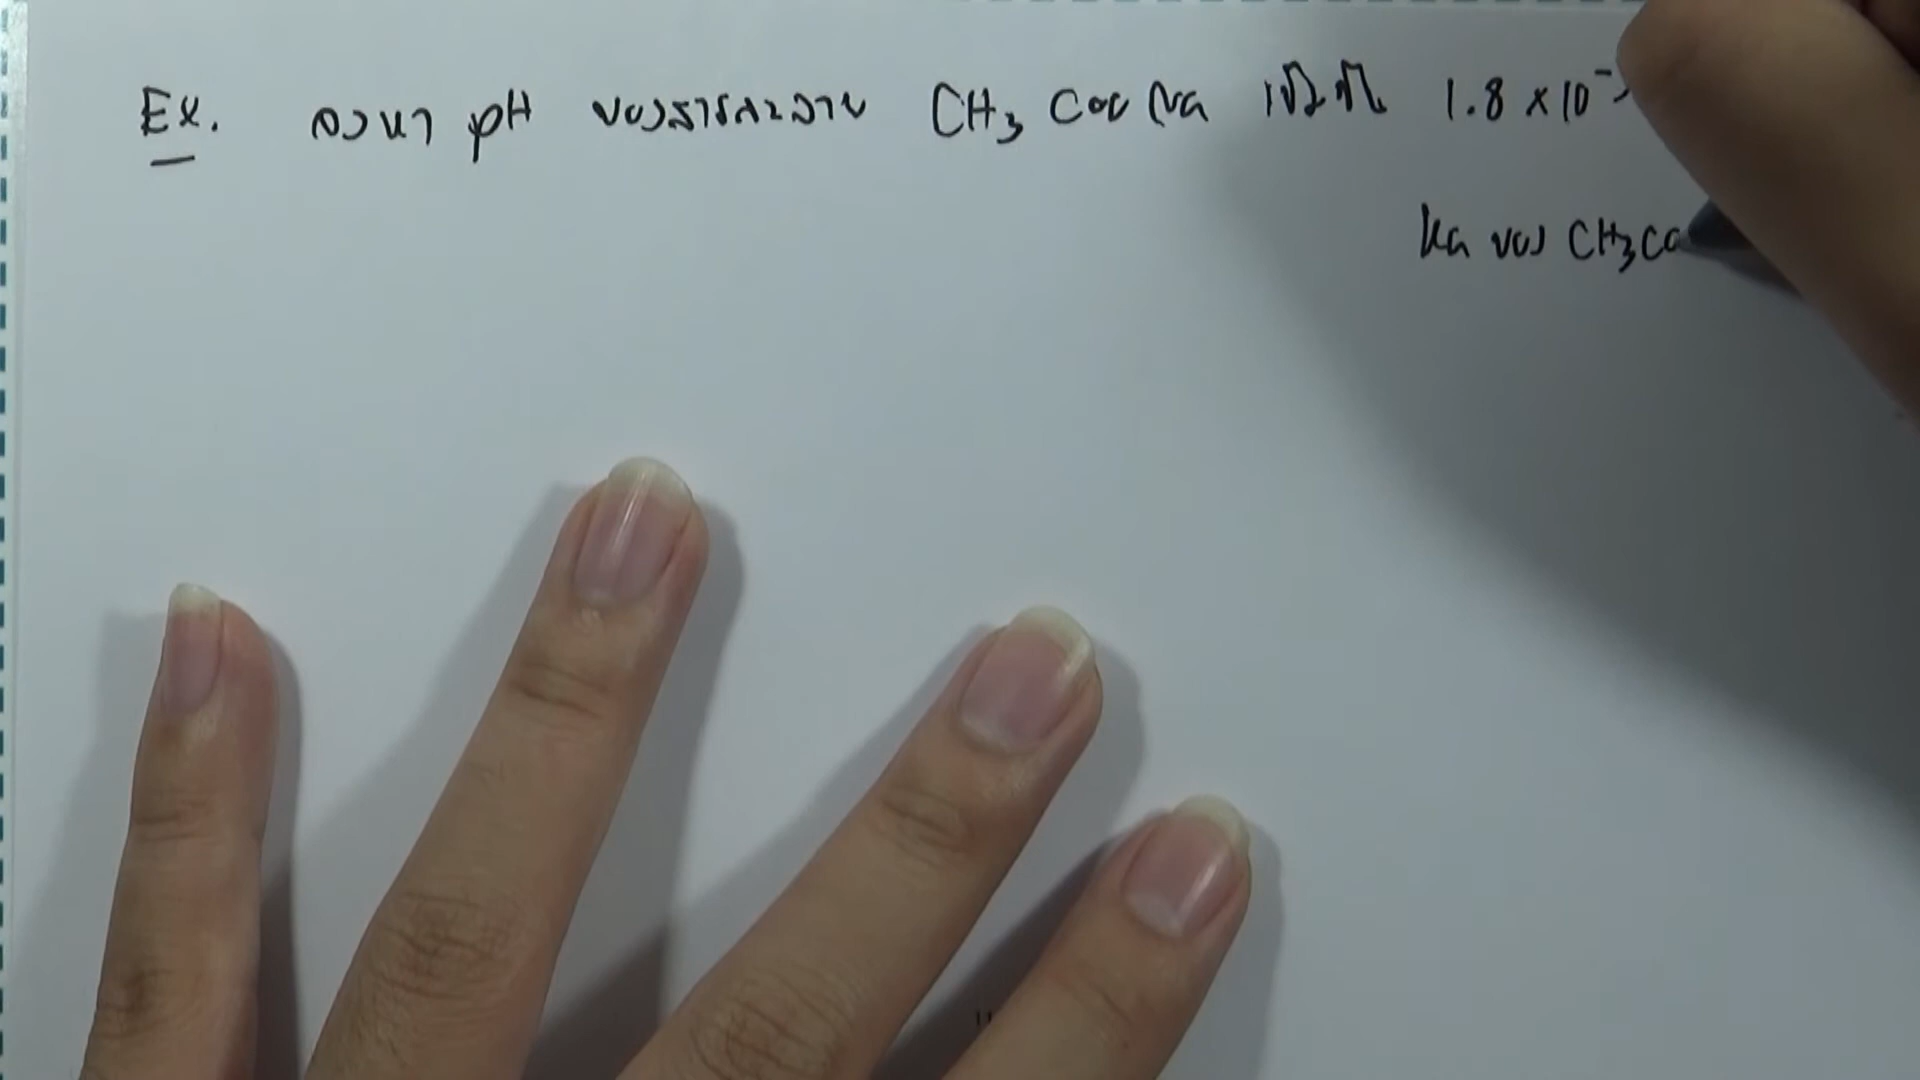 Ex. จงหา pH ของสารละลาย CH3COONa เข้มข้น 1.8 × 10⁻
Ka ของ CH3CO